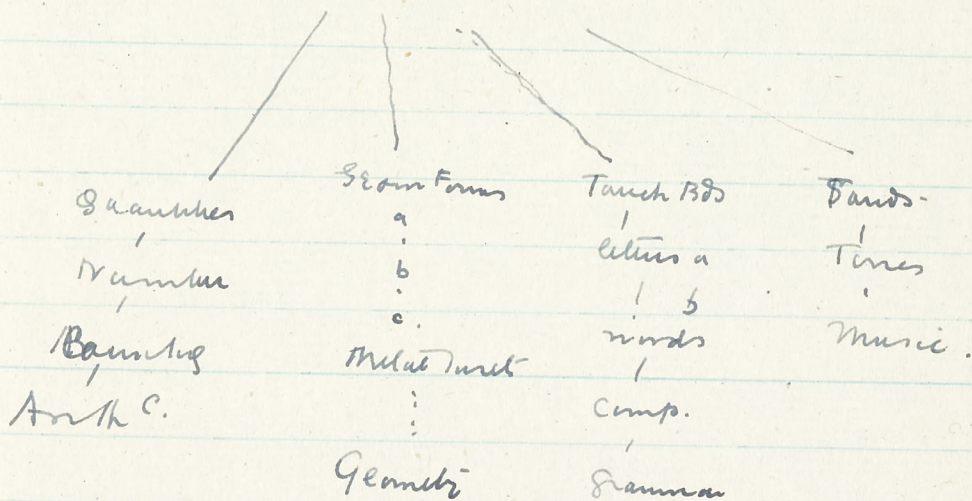 Geom Forms
Touch Bds
Sounds
Quantities
a
letters a
Tones
Number
b
b
c.
words
Music.
Counting
Metal Insets
Arith c.
Comp.
Geometry
Grammar